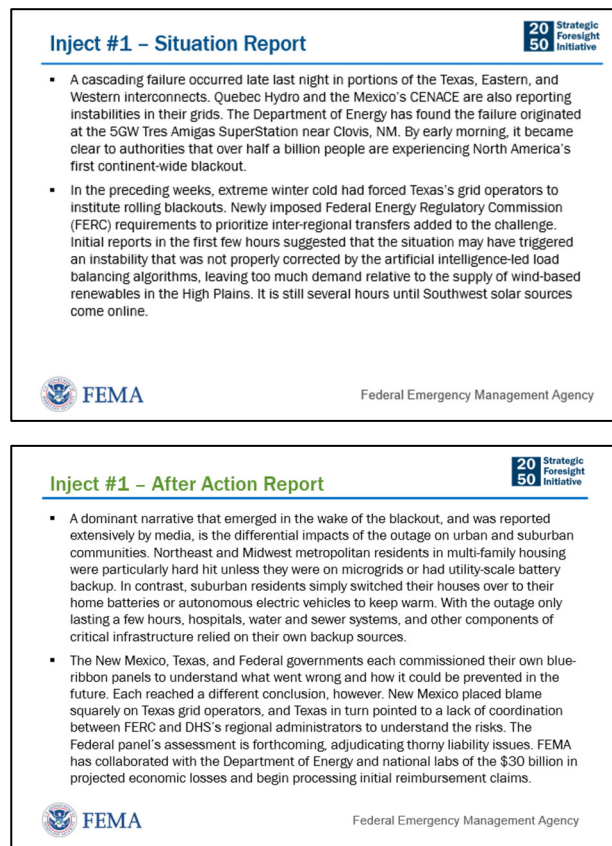 Inject #1 – Situation Report
20 50 Strategic Foresight Initiative
▪ A cascading failure occurred late last night in portions of the Texas, Eastern, and
Western interconnects. Quebec Hydro and the Mexico's CENACE are also reporting
instabilities in their grids. The Department of Energy has found the failure originated
at the 5GW Tres Amigas SuperStation near Clovis, NM. By early morning, it became
clear to authorities that over half a billion people are experiencing North America's
first continent-wide blackout.
▪ In the preceding weeks, extreme winter cold had forced Texas's grid operators to
institute rolling blackouts. Newly imposed Federal Energy Regulatory Commission
(FERC) requirements to prioritize inter-regional transfers added to the challenge.
Initial reports in the first few hours suggested that the situation may have triggered
an instability that was not properly corrected by the artificial intelligence-led load
balancing algorithms, leaving too much demand relative to the supply of wind-based
renewables in the High Plains. It is still several hours until Southwest solar sources
come online.
FEMA
Federal Emergency Management Agency
Inject #1 – After Action Report
20 50 Strategic Foresight Initiative
▪ A dominant narrative that emerged in the wake of the blackout, and was reported
extensively by media, is the differential impacts of the outage on urban and suburban
communities. Northeast and Midwest metropolitan residents in multi-family housing
were particularly hard hit unless they were on microgrids or had utility-scale battery
backup. In contrast, suburban residents simply switched their houses over to their
home batteries or autonomous electric vehicles to keep warm. With the outage only
lasting a few hours, hospitals, water and sewer systems, and other components of
critical infrastructure relied on their own backup sources.
▪ The New Mexico, Texas, and Federal governments each commissioned their own blue-
ribbon panels to understand what went wrong and how it could be prevented in the
future. Each reached a different conclusion, however. New Mexico placed blame
squarely on Texas grid operators, and Texas in turn pointed to a lack of coordination
between FERC and DHS's regional administrators to understand the risks. The
Federal panel's assessment is forthcoming, adjudicating thorny liability issues. FEMA
has collaborated with the Department of Energy and national labs of the $30 billion in
projected economic losses and begin processing initial reimbursement claims.
FEMA
Federal Emergency Management Agency